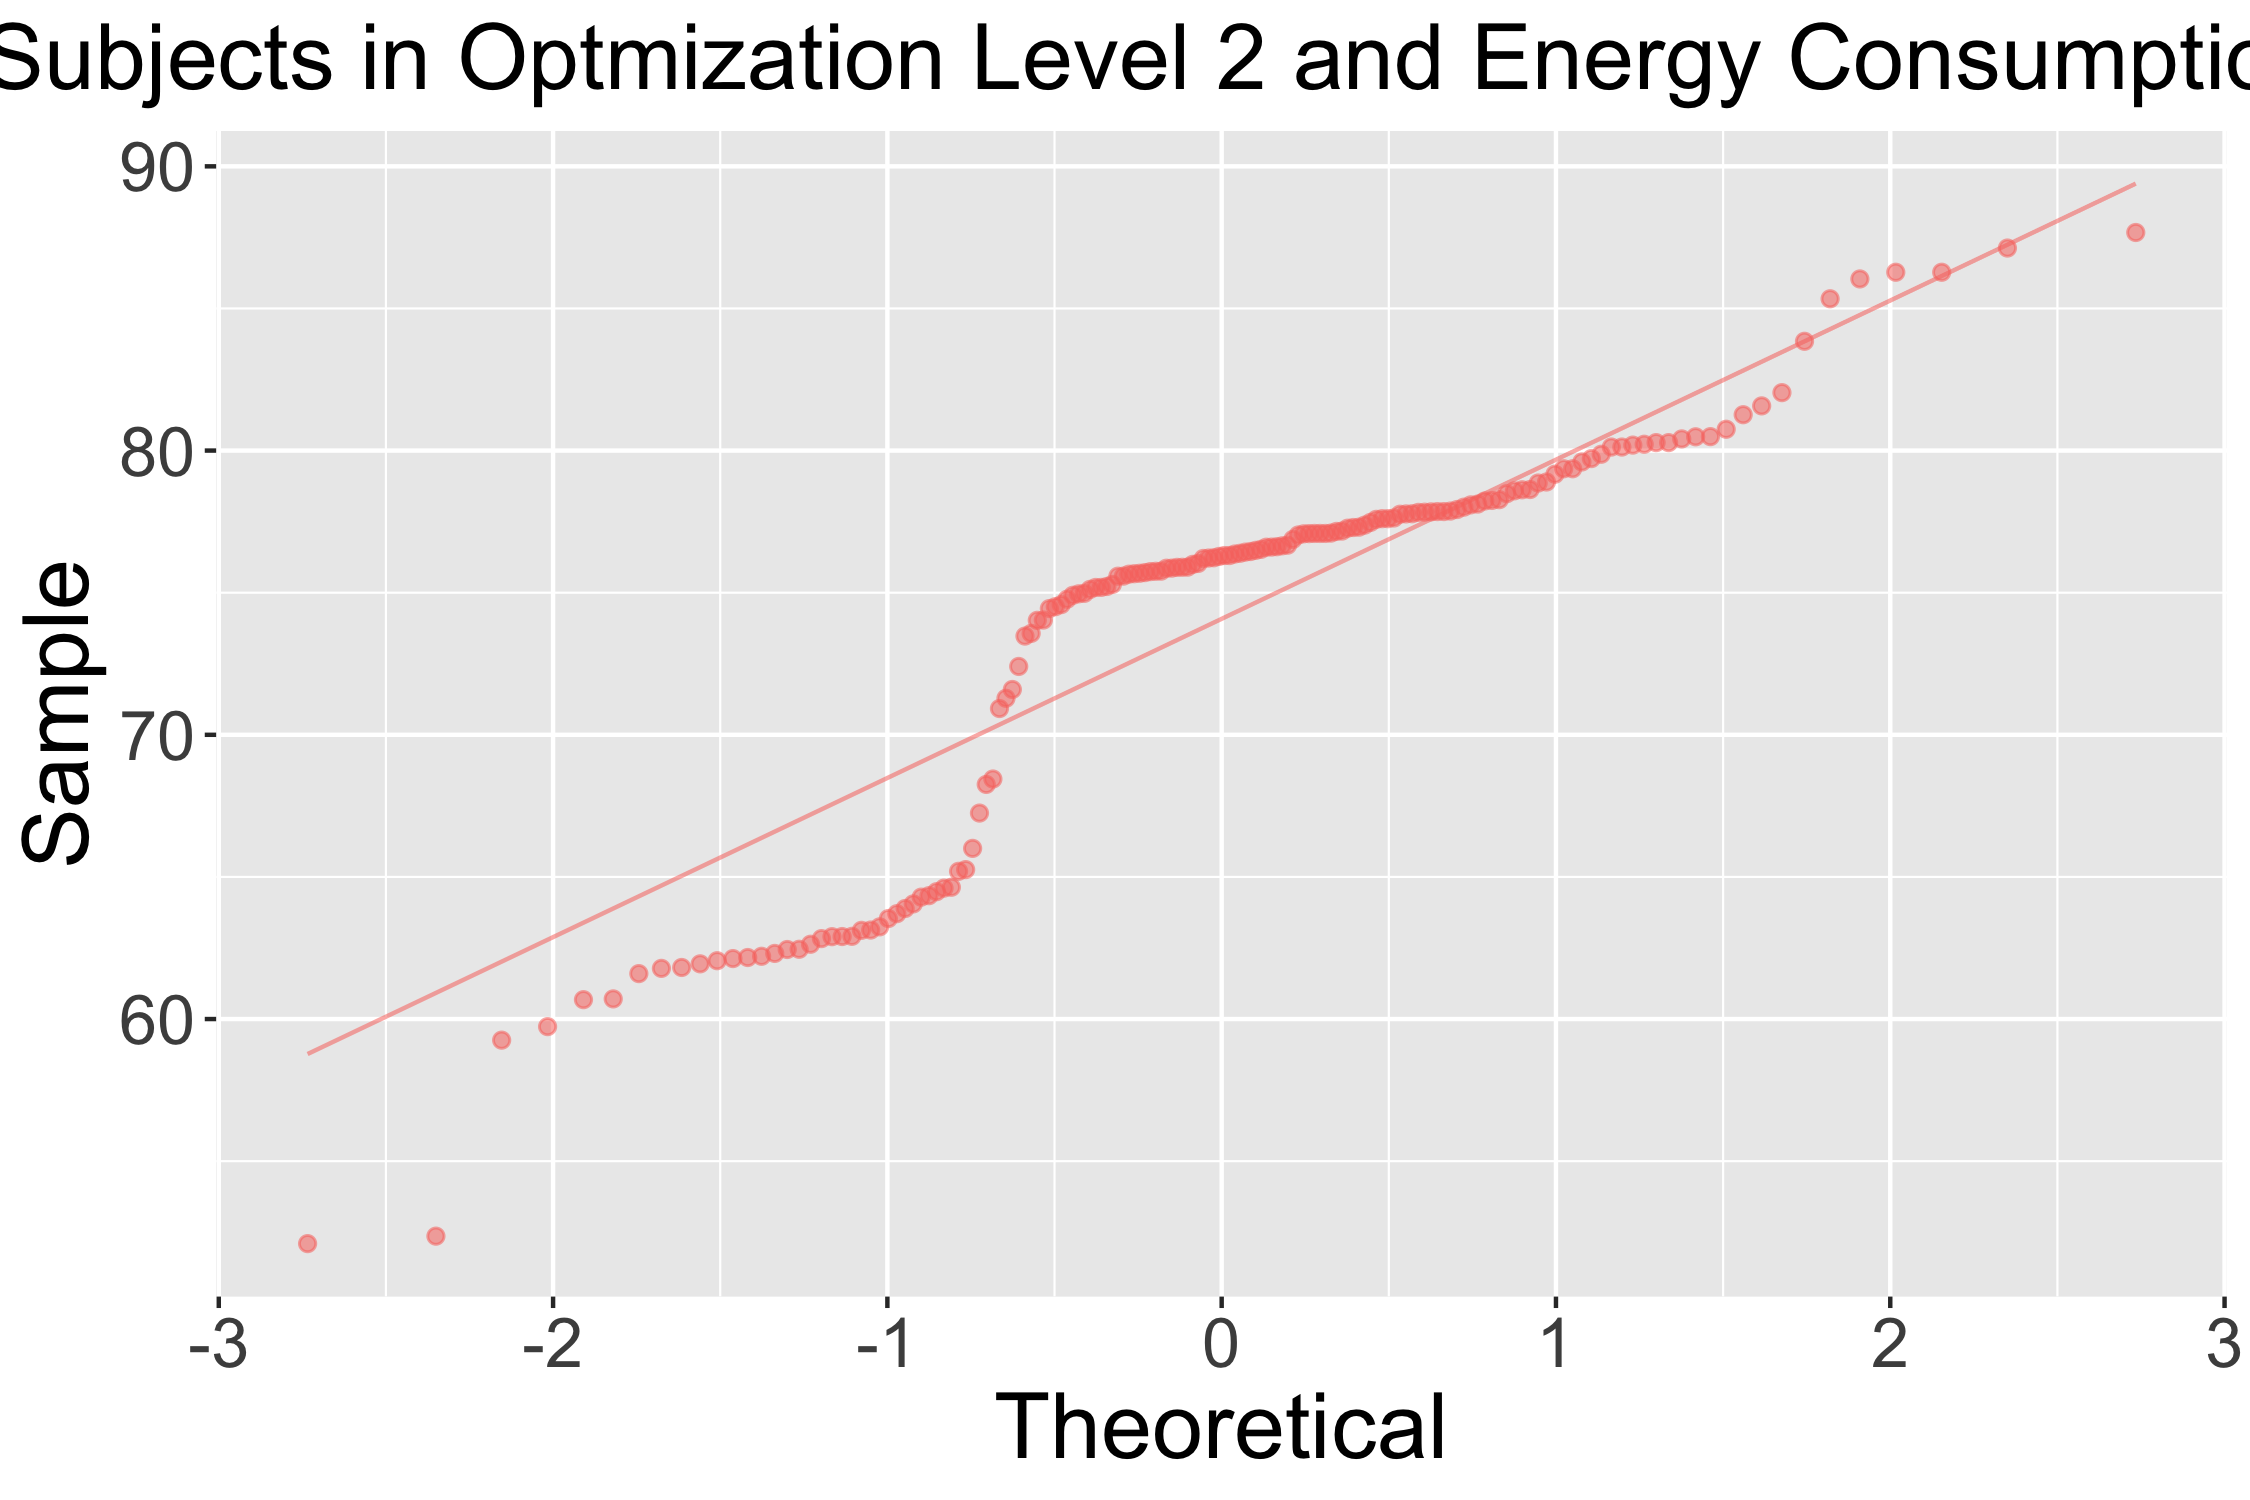 Subjects in Optmization Level 2 and Energy Consumptio
90
80
70
60
Sample
-3 -2 -1 0 1 2 3
Theoretical